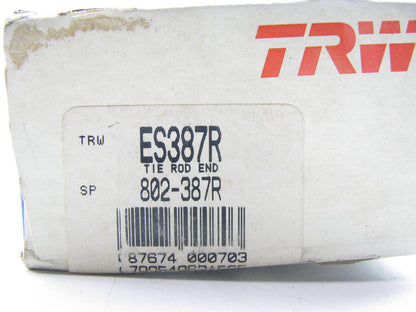 TRW
TRW ES387R
TIE ROD END
SP 802-387R
87674 000703